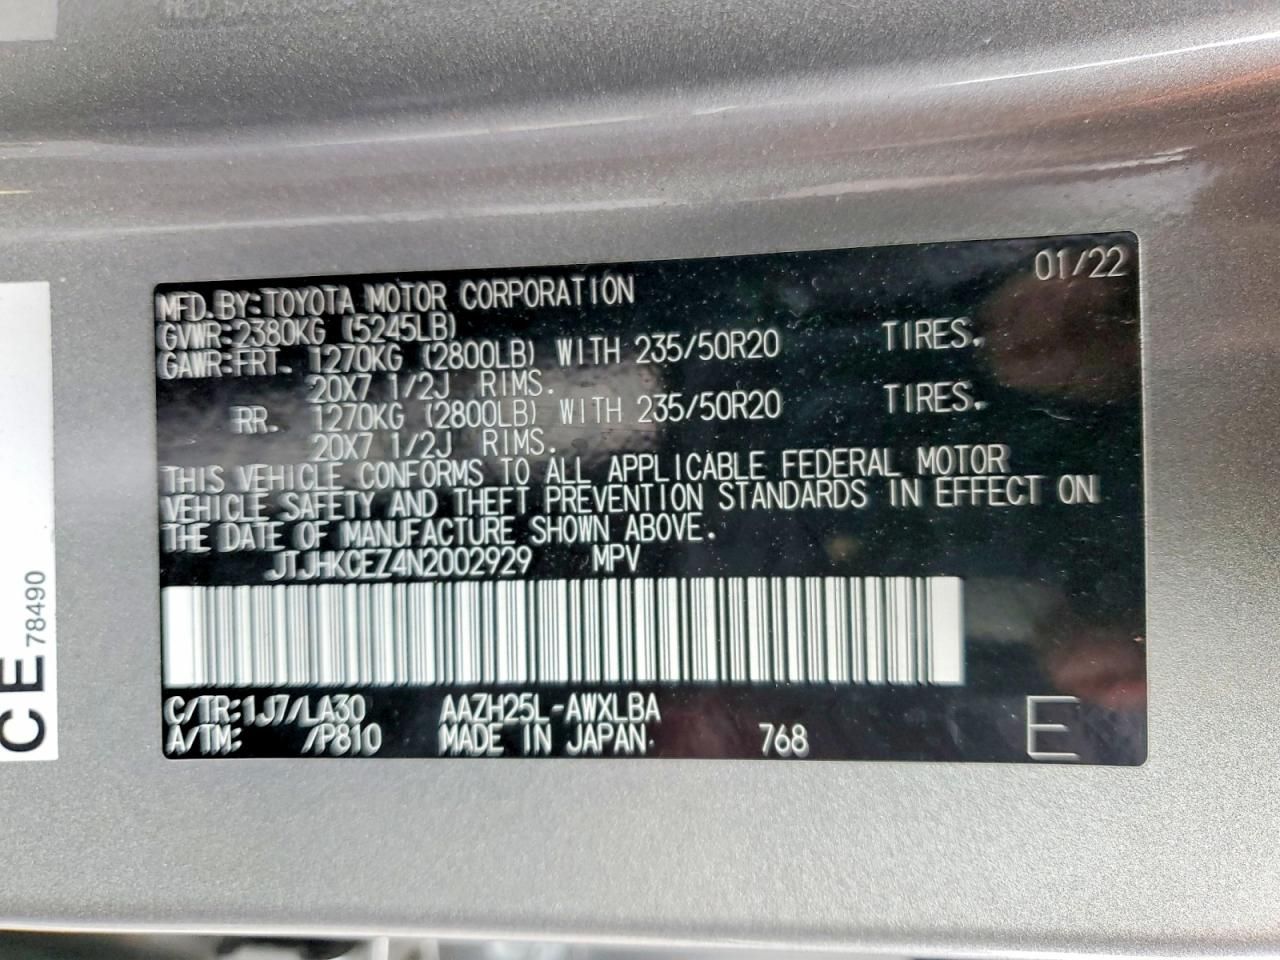 01/22
MFD. BY: TOYOTA MOTOR CORPORATION
GVWR: 2380KG (5245LB)
GAWR: FRT. 1270KG (2800LB) WITH 235/50R20 TIRES.
20X7 1/2J RIMS.
RR. 1270KG (2800LB) WITH 235/50R20 TIRES.
20X7 1/2J RIMS.
THIS VEHICLE CONFORMS TO ALL APPLICABLE FEDERAL MOTOR
VEHICLE SAFETY AND THEFT PREVENTION STANDARDS IN EFFECT ON
THE DATE OF MANUFACTURE SHOWN ABOVE.
JTJHKCEZ4N2002929 MPV
C/TR: 1J7/LA30 AAZH25L-AWXLBA
A/TM: /P810 MADE IN JAPAN. 768 E
CE
78490